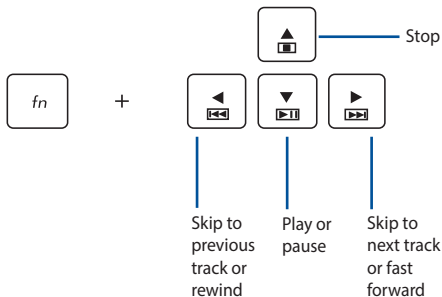 Stop
fn
+
Skip to
previous
track or
rewind
Play or
pause
Skip to
next track
or fast
forward